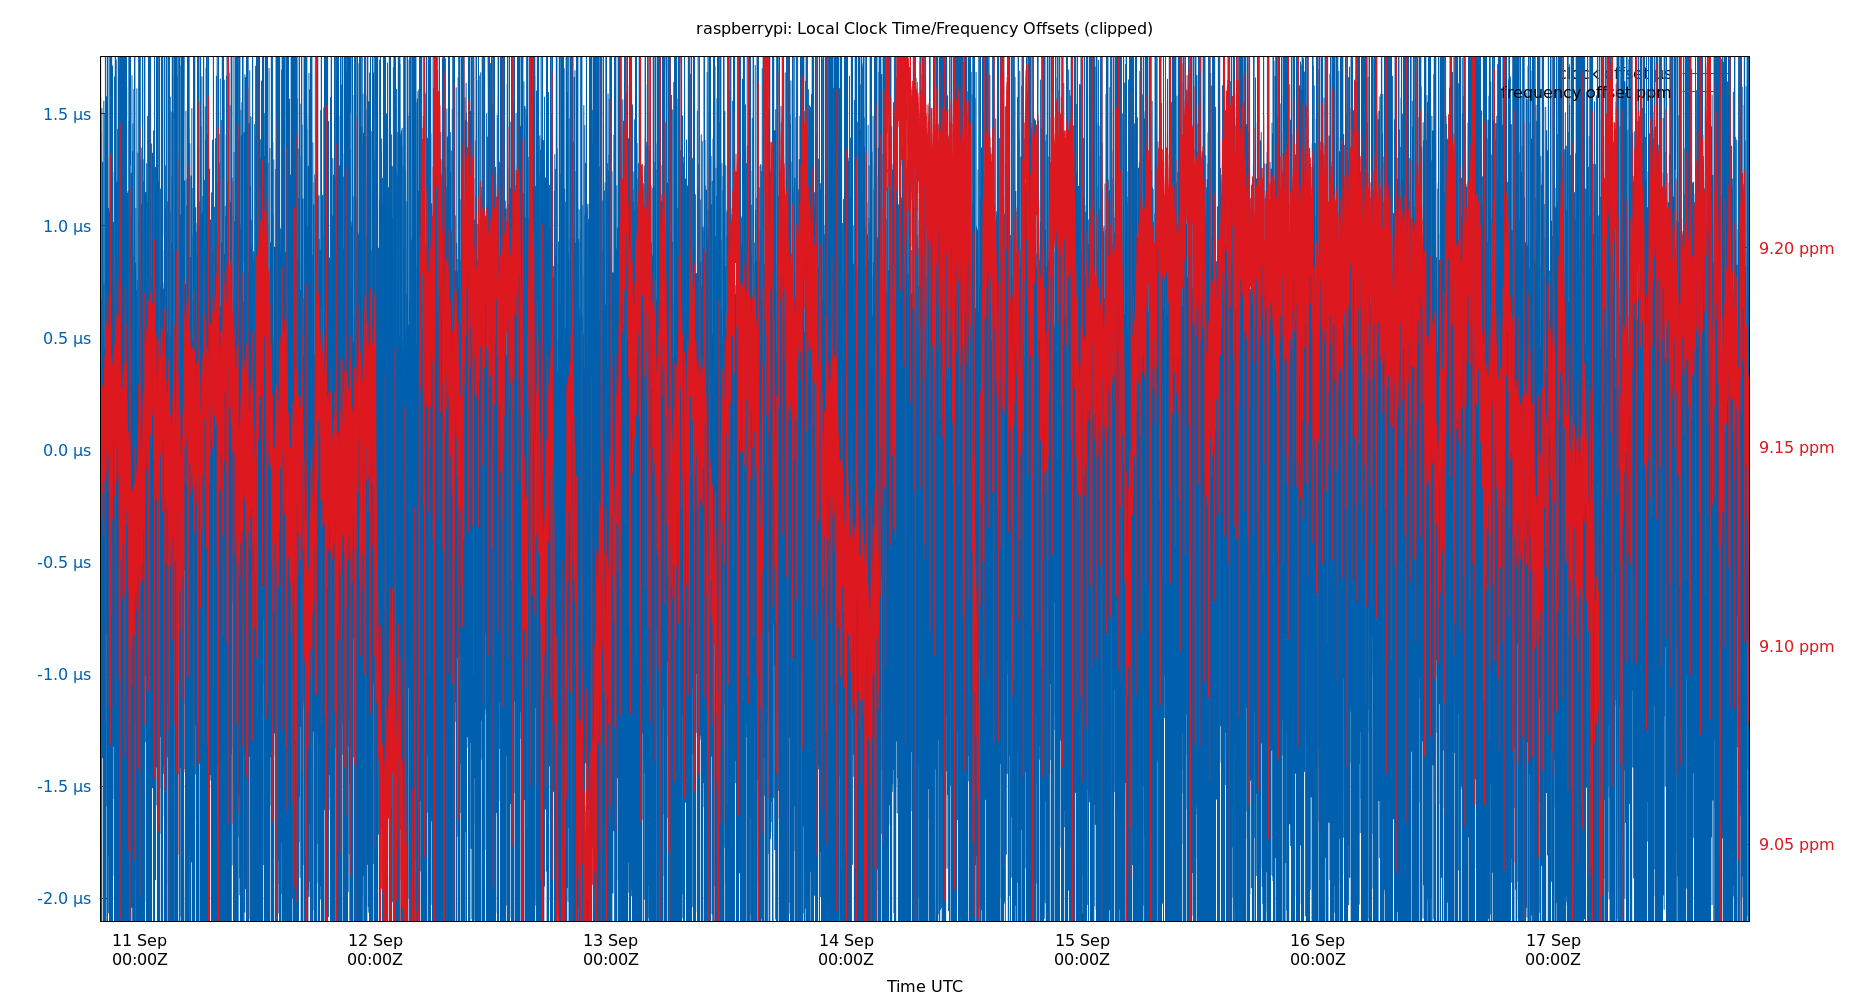 raspberrypi: Local Clock Time/Frequency Offsets (clipped)
clock offset µs
frequency offset ppm
1.5 µs
1.0 µs
0.5 µs
0.0 µs
-0.5 µs
-1.0 µs
-1.5 µs
-2.0 µs
9.20 ppm
9.15 ppm
9.10 ppm
9.05 ppm
11 Sep
00:00Z
12 Sep
00:00Z
13 Sep
00:00Z
14 Sep
00:00Z
15 Sep
00:00Z
16 Sep
00:00Z
17 Sep
00:00Z
Time UTC